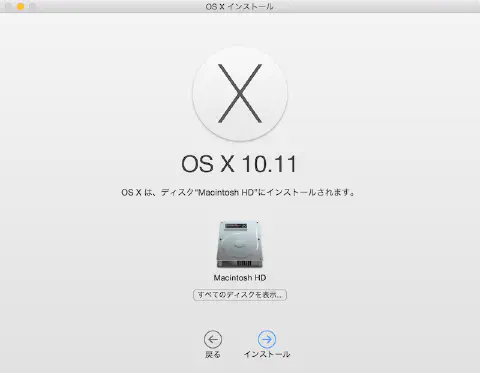 OS X インストール
OS X 10.11
OS X は、ディスク"Macintosh HD"にインストールされます。
Macintosh HD
すべてのディスクを表示...
戻る
インストール